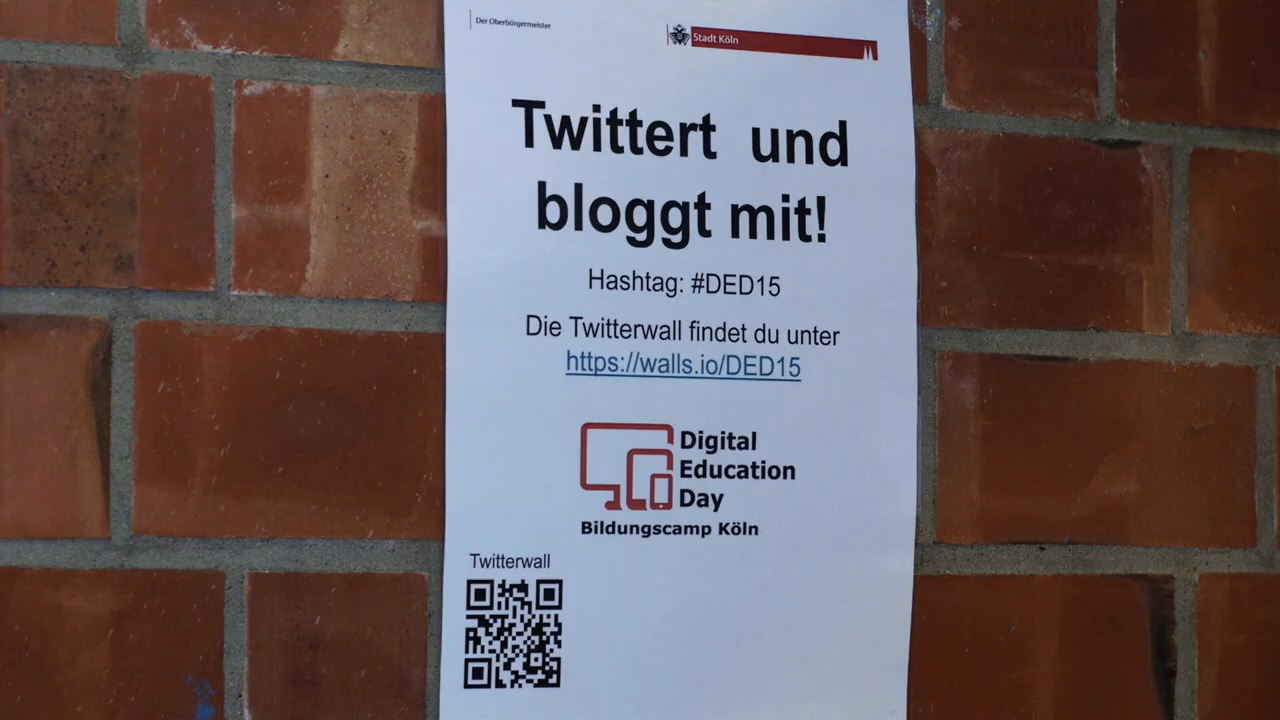 Der Oberbürgermeister
Stadt Köln
Twittert und
bloggt mit!
Hashtag: #DED15
Die Twitterwall findet du unter
https://walls.io/DED15
Digital
Education
Day
Bildungscamp Köln
Twitterwall